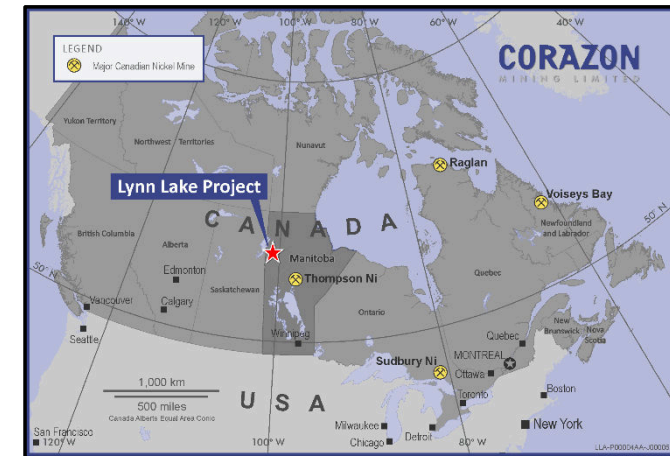 140°W
120°W
100°W
80°W
60°W
40°W
LEGEND
Major Canadian Nickel Mine
CORAZON
MINING LIMITED
Yukon Territory
Northwest Territories
Nunavut
Raglan
Lynn Lake Project
Voiseys Bay
50°N
CANADA
Newfoundland
and Labrador
British Columbia
Alberta
Manitoba
Edmonton
Thompson Ni
Quebec
50°N
Saskatchewan
Calgary
Ontario
Vancouver
New
Brunswick
Nova
Scotia
Seattle
Winnipeg
Quebec
MONTREAL
Sudbury Ni
Ottawa
1,000 km
500 miles
Canada Alberts Equal Area Conic
USA
Toronto
Boston
Milwaukee
Detroit
New York
San Francisco
120°W
100°W
Chicago
80°W